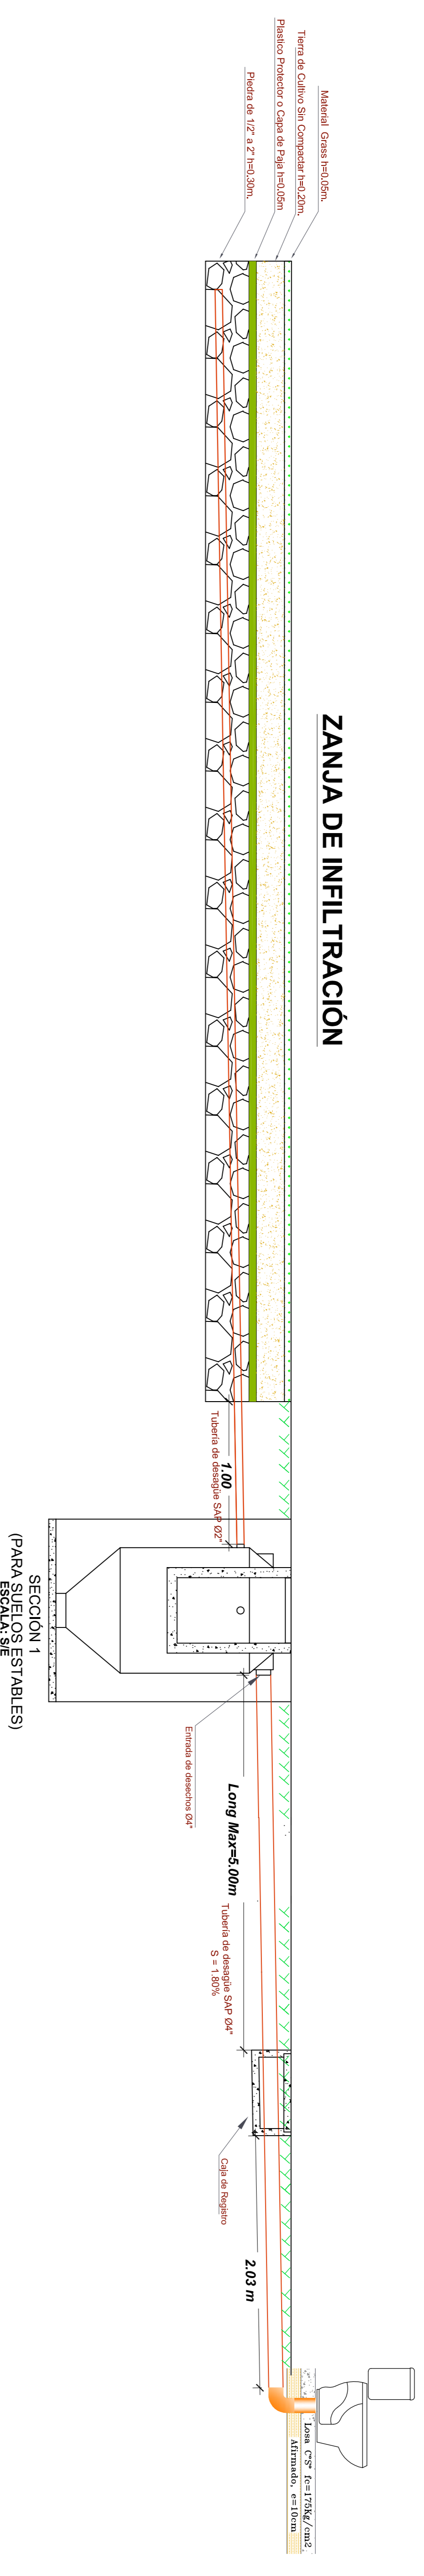 Material Grass h=0.05m.
Tierra de Cultivo Sin Compactar h=0.20m.
Plastico Protector o Capa de Paja h=0.05m
Piedra de 1/2" a 2" h=0.30m.
ZANJA DE INFILTRACIÓN
1.00
Tubería de desagüe SAP Ø2"
SECCIÓN 1
(PARA SUELOS ESTABLES)
ESCALA: S/E
Entrada de desechos Ø4"
Long Max=5.00m
Tubería de desagüe SAP Ø4"
S = 1.80%
Caja de Registro
2.03 m
Losa C°S° fc=175Kg/cm2.
Afirmado, e=10cm